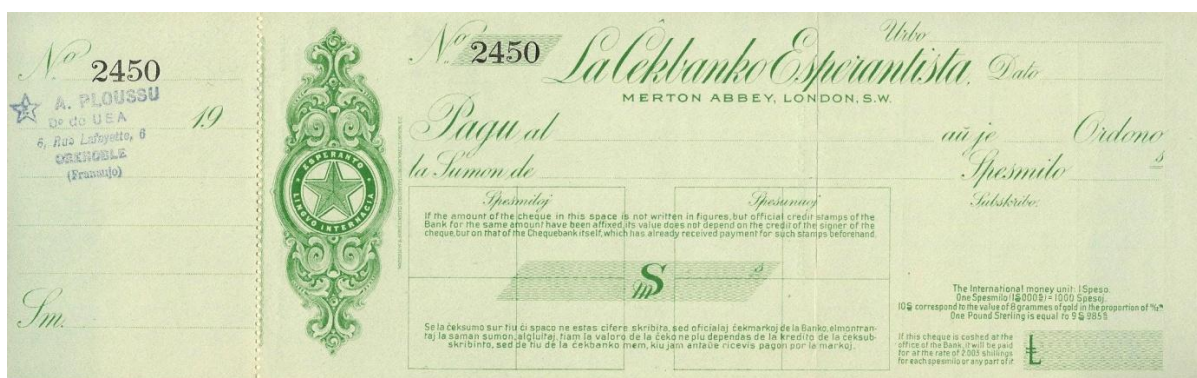 No 2450
A. PLOUSSU
De de UEA
6, Rue Lafayette, 6
GRENOBLE
(Franujo)
19
Sm.
ESPERANTO
LINGVO INTERNACIA
No 2450
La Ĉekbanko Esperantista,
MERTON ABBEY, LONDON, S.W.
Urbo
Dato
Pagu al
aŭ je Ordono
la Sumon de
Spesmilo s
Spesmiloj
Spesunuoj
Subskribo:
If the amount of the cheque in this space is not written in figures, but official credit stamps of the
Bank for the same amount have been affixed, its value does not depend on the credit of the signer of the
cheque, but on that of the Chequebank itself, which has already received payment for such stamps beforehand.
Se la ĉeksumo sur tiu ĉi spaco ne estas cifere skribita, sed oficialaj ĉekmarkoj de la Banko, elmontran-
taj la saman sumon, alglultaj, tiam la valoro de la ĉeko ne plu dependas de la kredito de la ĉeksub-
skribinto, sed de tiu de la ĉekbanko mem, kiu jam antaŭe ricevis pagon por la markoj.
The International money unit: 1 Speso.
One Spesmilo = 1000 Spesoj.
correspond to the value of 8 grammes of gold in the proportion of
One Pound Sterling is equal to
If this cheque is cashed at the
office of the Bank, it will be paid
for at the rate of 2.003 shillings
for each spesmilo or any part of it
£